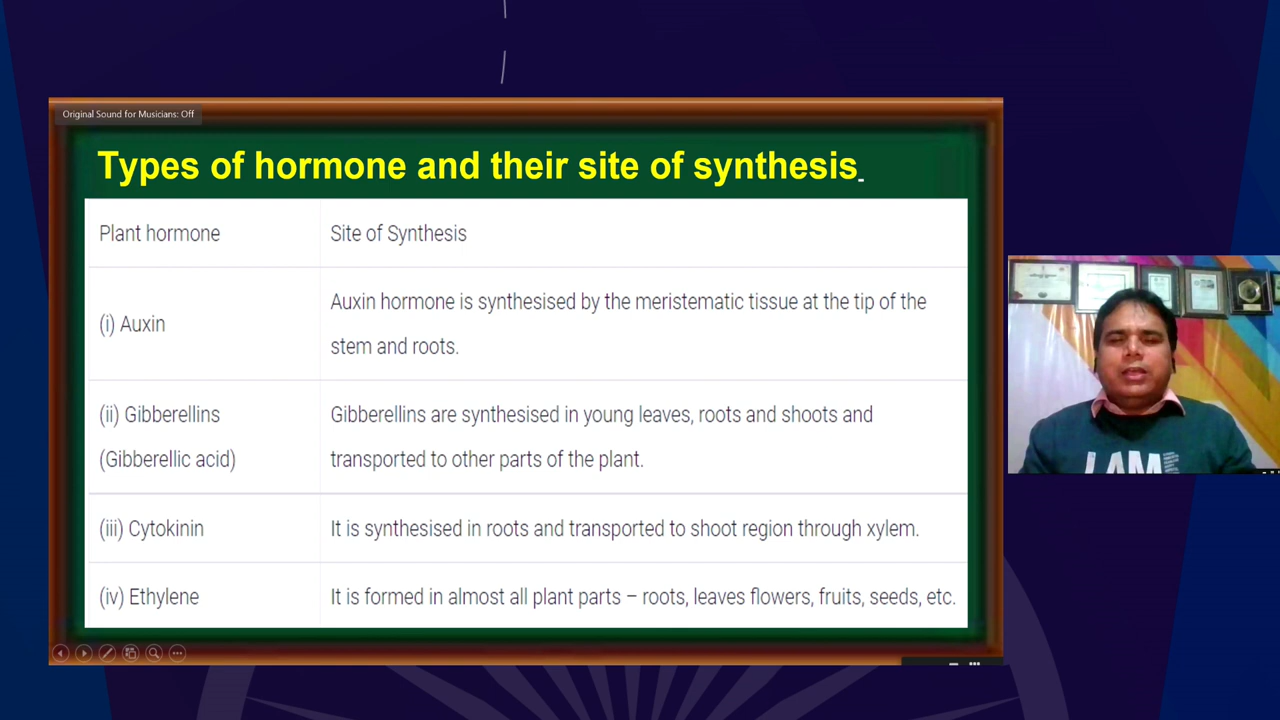 Original Sound for Musicians: Off
Types of hormone and their site of synthesis
Plant hormone
Site of Synthesis
(i) Auxin
Auxin hormone is synthesised by the meristematic tissue at the tip of the
stem and roots.
(ii) Gibberellins
(Gibberellic acid)
Gibberellins are synthesised in young leaves, roots and shoots and
transported to other parts of the plant.
(iii) Cytokinin
It is synthesised in roots and transported to shoot region through xylem.
(iv) Ethylene
It is formed in almost all plant parts – roots, leaves flowers, fruits, seeds, etc.
I AM